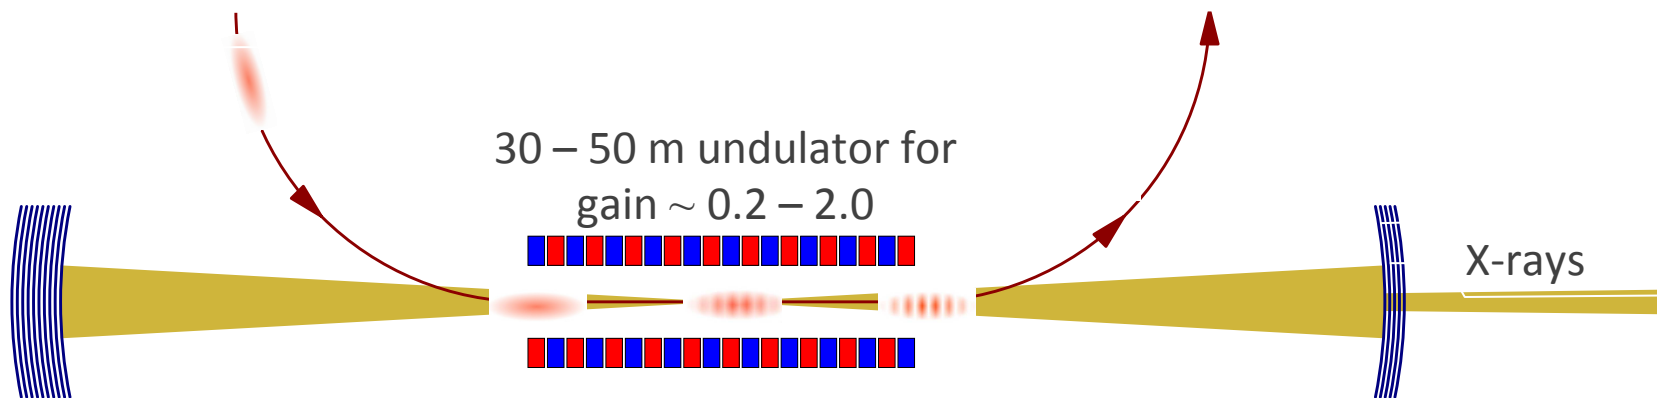 30 – 50 m undulator for
gain ~ 0.2 – 2.0
X-rays